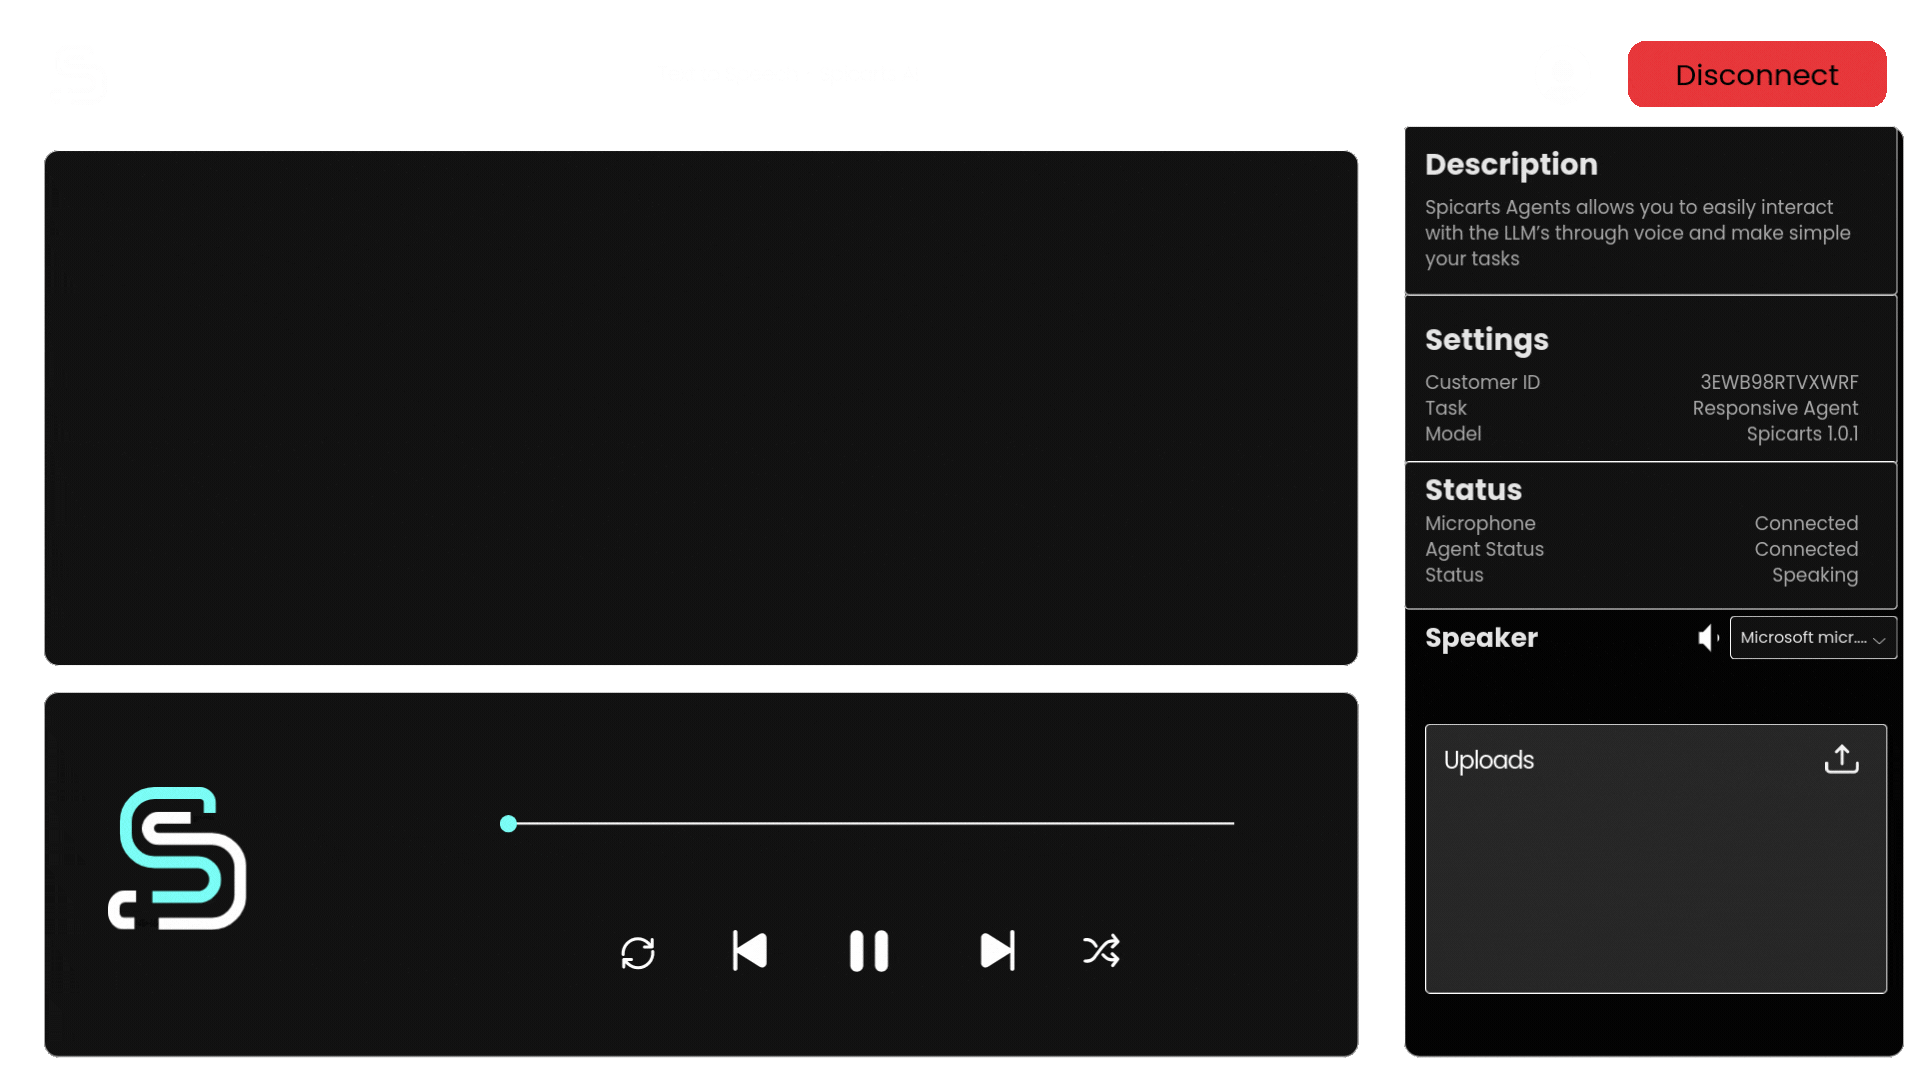 Disconnect
Description
Spicarts Agents allows you to easily interact
with the LLM's through voice and make simple
your tasks
Settings
Customer ID 3EWB98RTVXWRF
Task Responsive Agent
Model Spicarts 1.0.1
Status
Microphone Connected
Agent Status Connected
Status Speaking
Speaker Microsoft micr....
Uploads